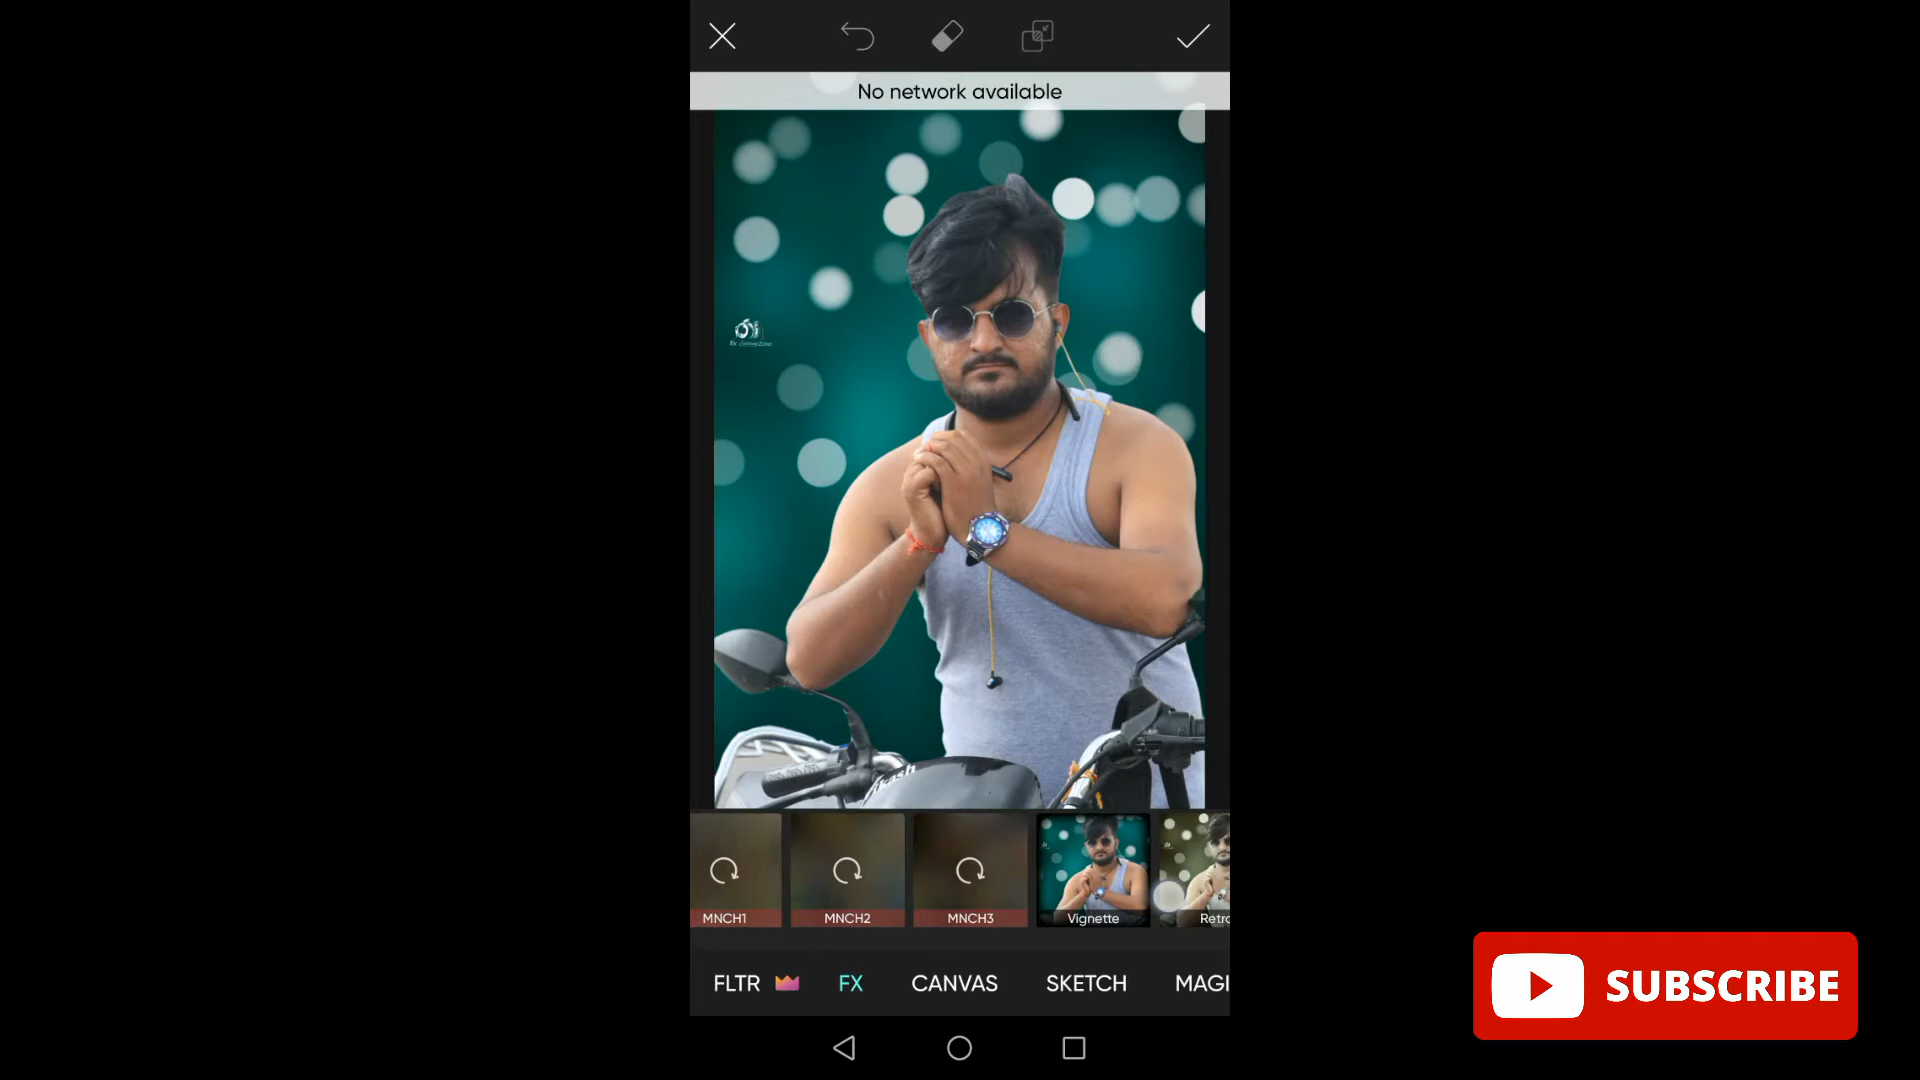 No network available
MNCH1
MNCH2
MNCH3
Vignette
Retro
FLTR
FX
CANVAS
SKETCH
MAGI
SUBSCRIBE